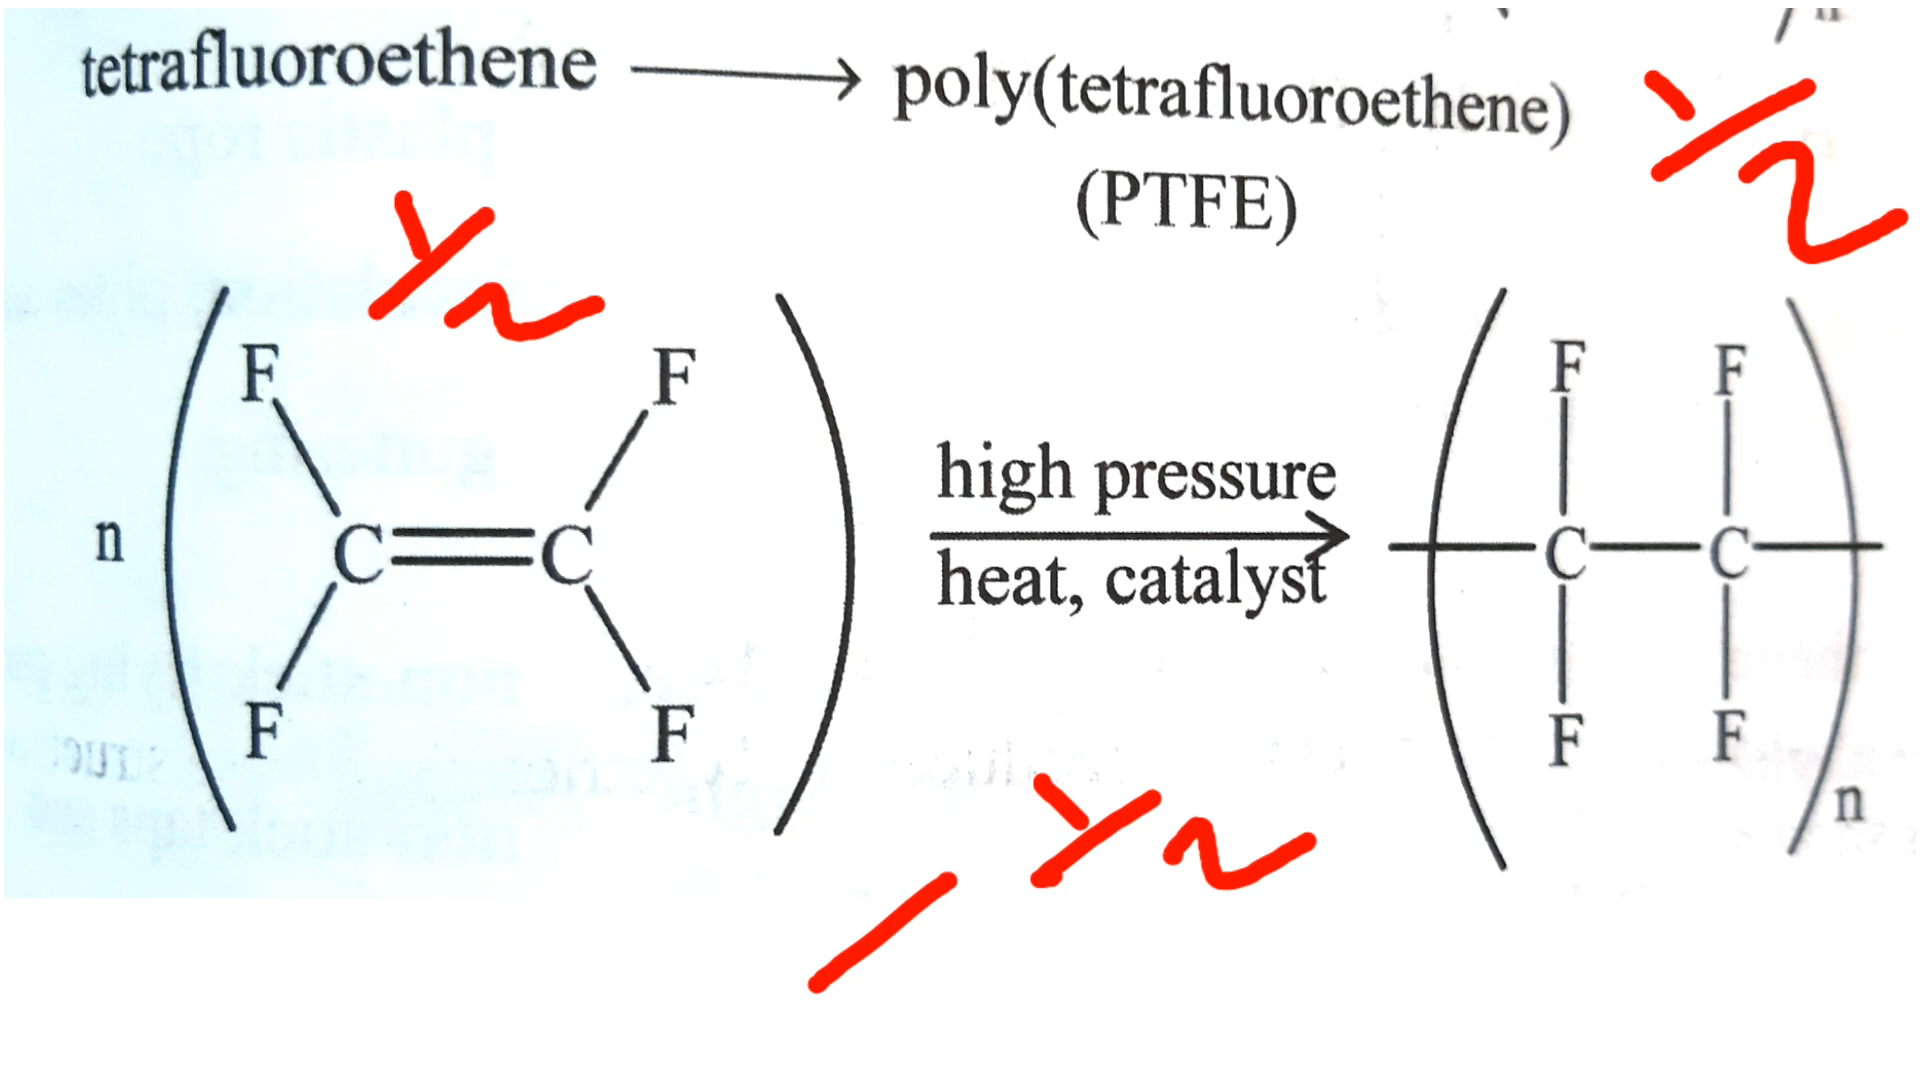 tetrafluoroethene → poly(tetrafluoroethene)
(PTFE)
1/2
1/2
F F F F
n C=C high pressure C C
heat, catalyst
F F F F
n
1/2